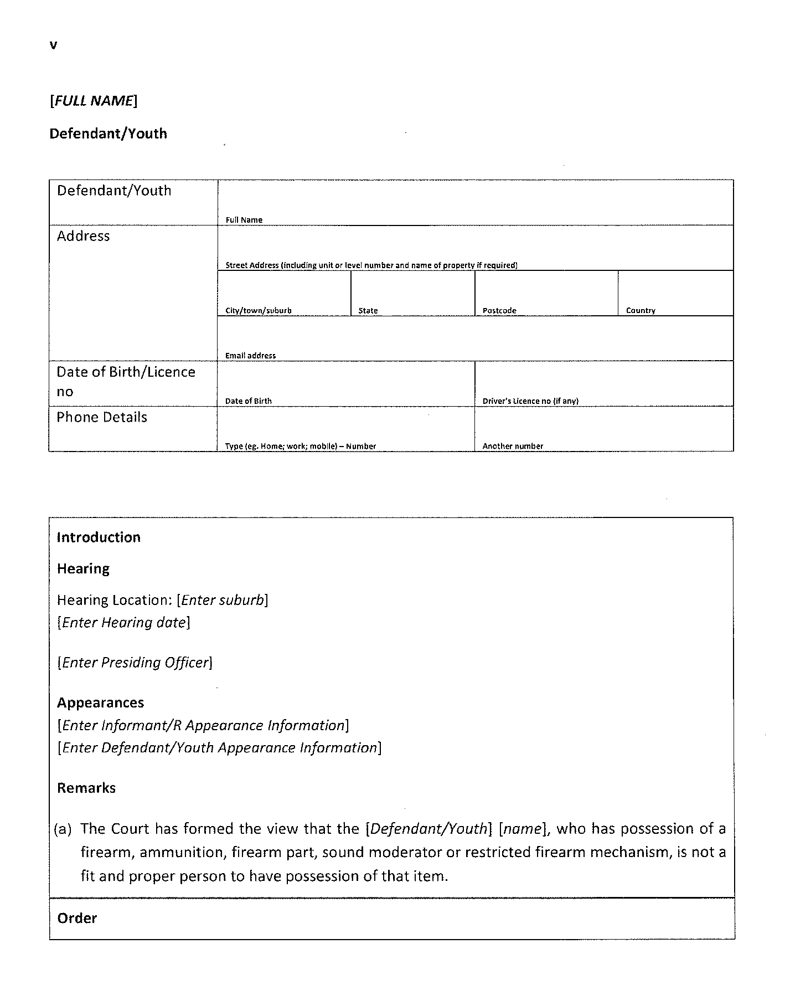 v
[FULL NAME]
Defendant/Youth
Defendant/Youth
Full Name
Address
Street Address (including unit or level number and name of property if required)
City/town/suburb State Postcode Country
Email address
Date of Birth/Licence
no
Date of Birth Driver's Licence no (if any)
Phone Details
Type (eg. Home; work; mobile) – Number Another number
Introduction
Hearing
Hearing Location: [Enter suburb]
[Enter Hearing date]
[Enter Presiding Officer]
Appearances
[Enter Informant/R Appearance Information]
[Enter Defendant/Youth Appearance Information]
Remarks
(a) The Court has formed the view that the [Defendant/Youth] [name], who has possession of a
firearm, ammunition, firearm part, sound moderator or restricted firearm mechanism, is not a
fit and proper person to have possession of that item.
Order